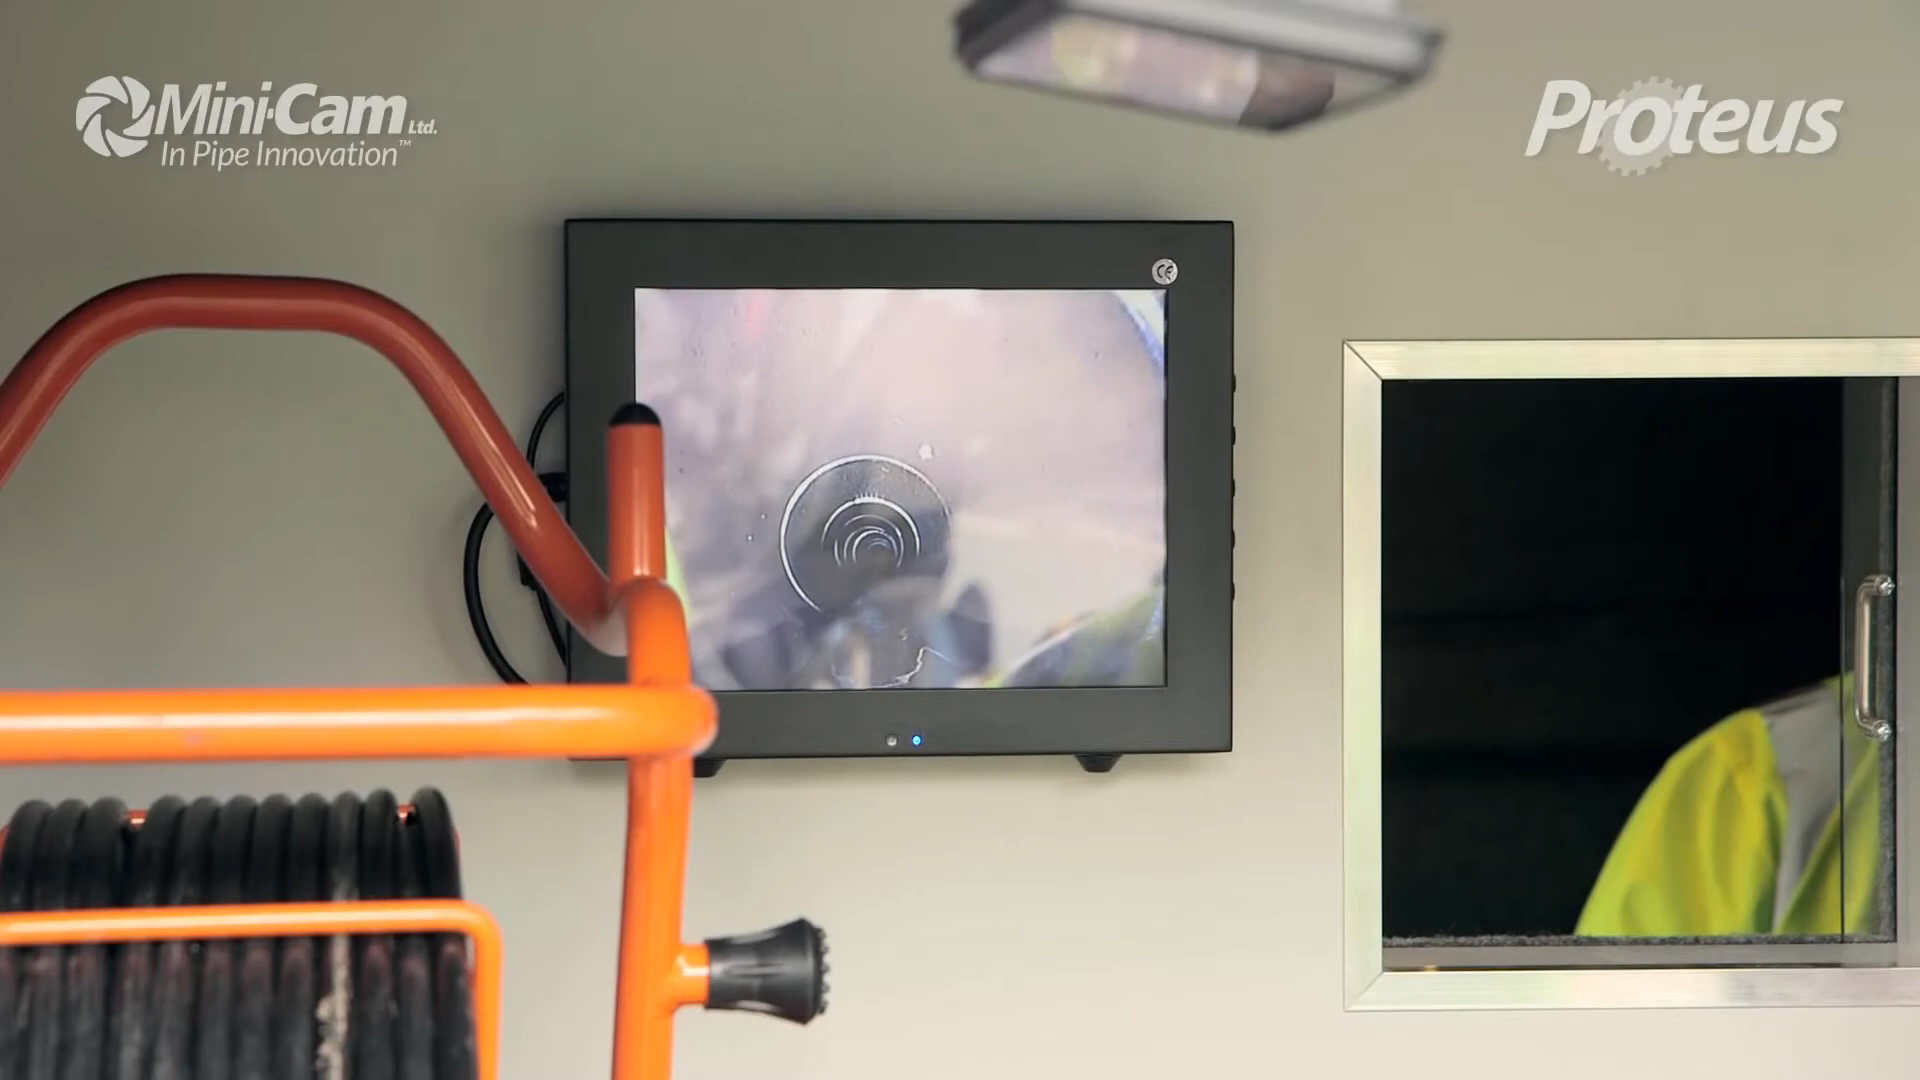 Mini-Cam Ltd.
In Pipe Innovation™
Proteus
CE